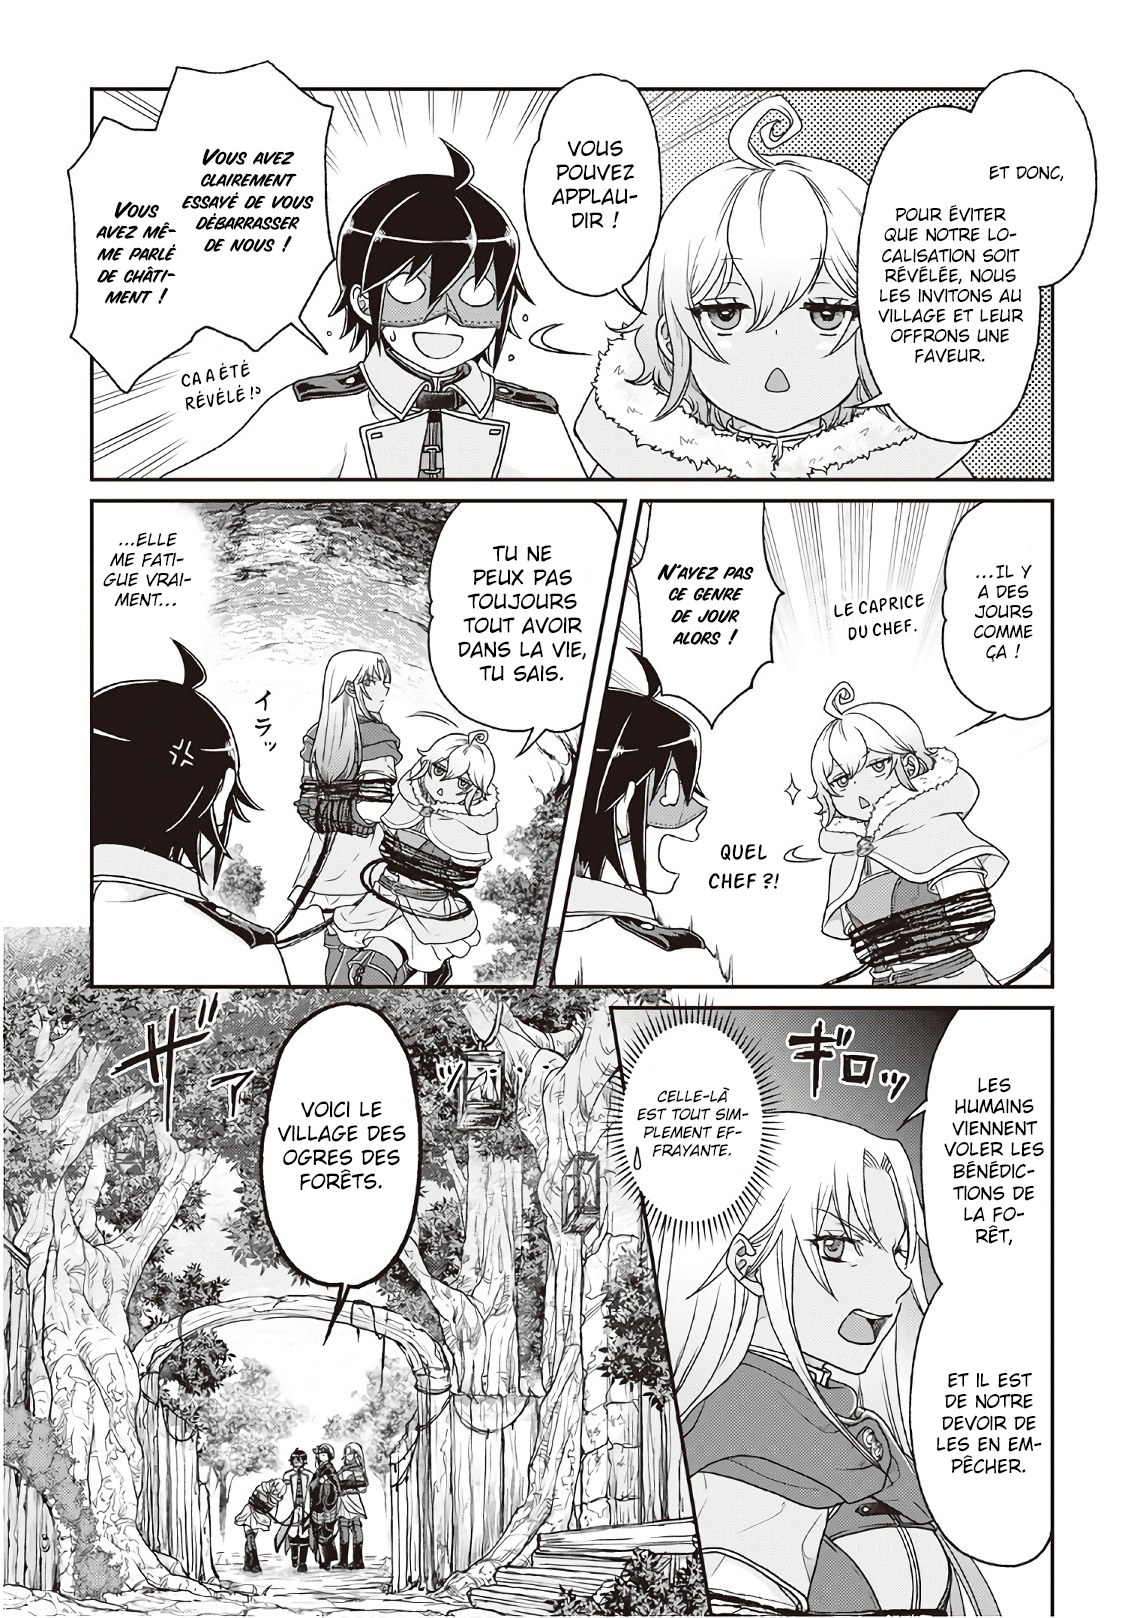 ET DONC,
POUR ÉVITER
QUE NOTRE LO-
CALISATION SOIT
RÉVÉLÉE, NOUS
LES INVITONS AU
VILLAGE ET LEUR
OFFRONS UNE
FAVEUR.
VOUS
POUVEZ
APPLAU-
DIR !
VOUS AVEZ
CLAIREMENT
ESSAYÉ DE VOUS
DÉBARRASSER
DE NOUS !
VOUS
AVEZ MÊ-
ME PARLÉ
DE CHÂTI-
MENT !
CA A ÉTÉ
RÉVÉLÉ !?
...IL Y
A DES
JOURS
COMME
ÇA !
LE CAPRICE
DU CHEF.
N'AYEZ PAS
CE GENRE
DE JOUR
ALORS !
QUEL
CHEF ?!
TU NE
PEUX PAS
TOUJOURS
TOUT AVOIR
DANS LA VIE,
TU SAIS.
...ELLE
ME FATI-
GUE VRAI-
MENT...
イラッ
LES
HUMAINS
VIENNENT
VOLER LES
BÉNÉDIC-
TIONS DE
LA FO-
RÊT,
ギロッ
CELLE-LÀ
EST TOUT SIM-
PLEMENT EF-
FRAYANTE.
ET IL EST
DE NOTRE
DEVOIR DE
LES EN EM-
PÊCHER.
ザァッ
VOICI LE
VILLAGE DES
OGRES DES
FORÊTS.